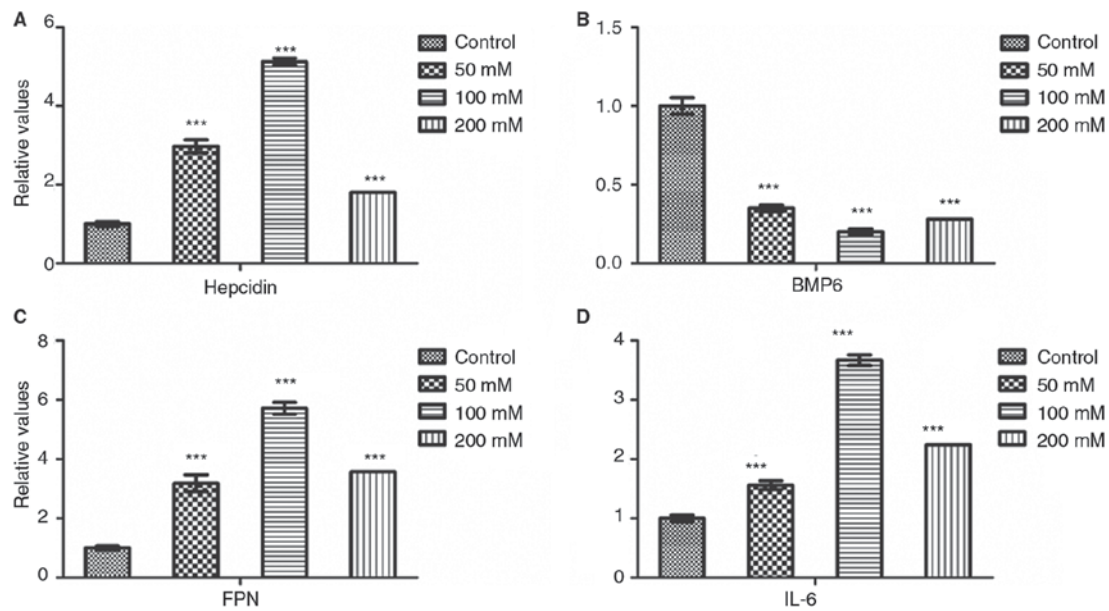 A
6
4
2
0
Relative values
***
***
***
Hepcidin
Control
50 mM
100 mM
200 mM
B
1.5
1.0
0.5
0.0
***
***
***
BMP6
Control
50 mM
100 mM
200 mM
C
8
6
4
2
0
Relative values
***
***
***
FPN
Control
50 mM
100 mM
200 mM
D
4
3
2
1
0
***
***
***
IL-6
Control
50 mM
100 mM
200 mM